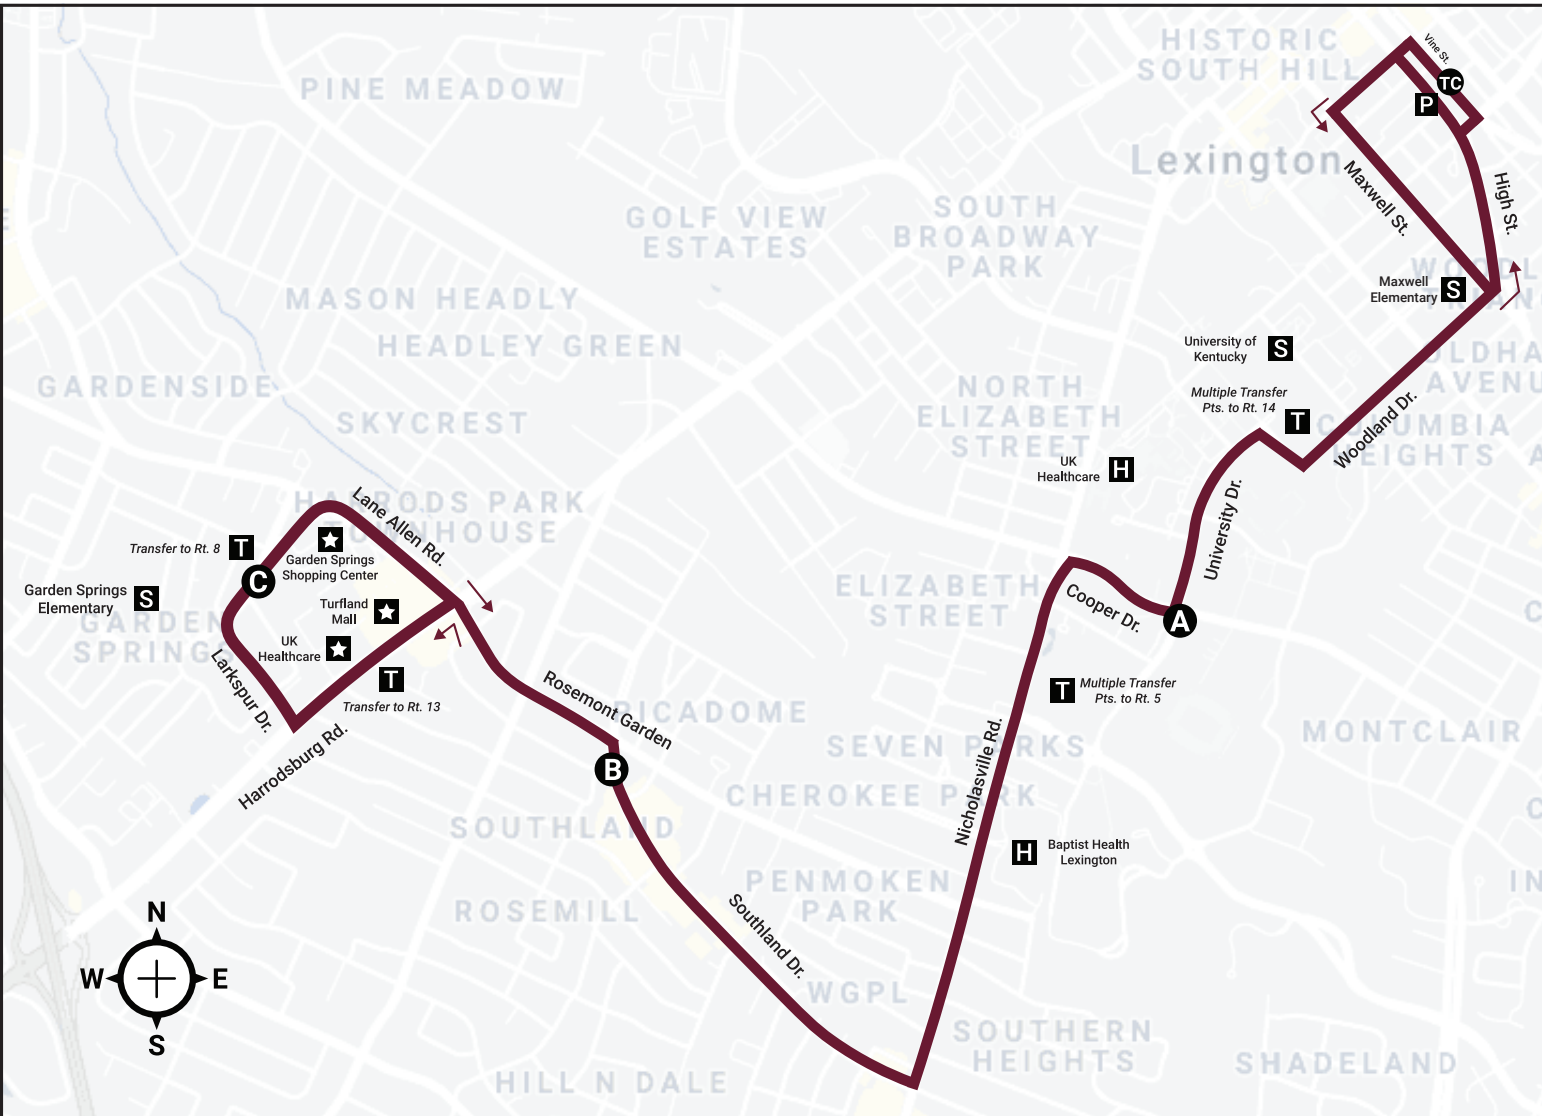 HISTORIC
SOUTH HILL
Vine St.
TC
P
PINE MEADOW
Lexington
Maxwell St.
High St.
GOLF VIEW
ESTATES
SOUTH
BROADWAY
PARK
Maxwell
Elementary
S
MASON HEADLY
HEADLEY GREEN
University of
Kentucky
S
GARDENSIDE
SKYCREST
NORTH
ELIZABETH
STREET
Multiple Transfer
Pts. to Rt. 14
T
COLUMBIA
HEIGHTS
Woodland Dr.
UK
Healthcare
H
University Dr.
Lane Allen Rd.
Transfer to Rt. 8
T
Garden Springs
Shopping Center
C
Garden Springs
Elementary
S
GARDEN
SPRINGS
Turfland
Mall
UK
Healthcare
T
Transfer to Rt. 13
Larkspur Dr.
Harrodsburg Rd.
ELIZABETH
STREET
Cooper Dr.
A
Rosemont Garden
PICADOME
B
T
Multiple Transfer
Pts. to Rt. 5
SEVEN PARKS
MONTCLAIR
CHEROKEE PARK
Nicholasville Rd.
SOUTHLAND
H
Baptist Health
Lexington
PENMOKEN
PARK
ROSEMILL
Southland Dr.
WGPL
N
W
E
S
SOUTHERN
HEIGHTS
SHADELAND
HILL N DALE